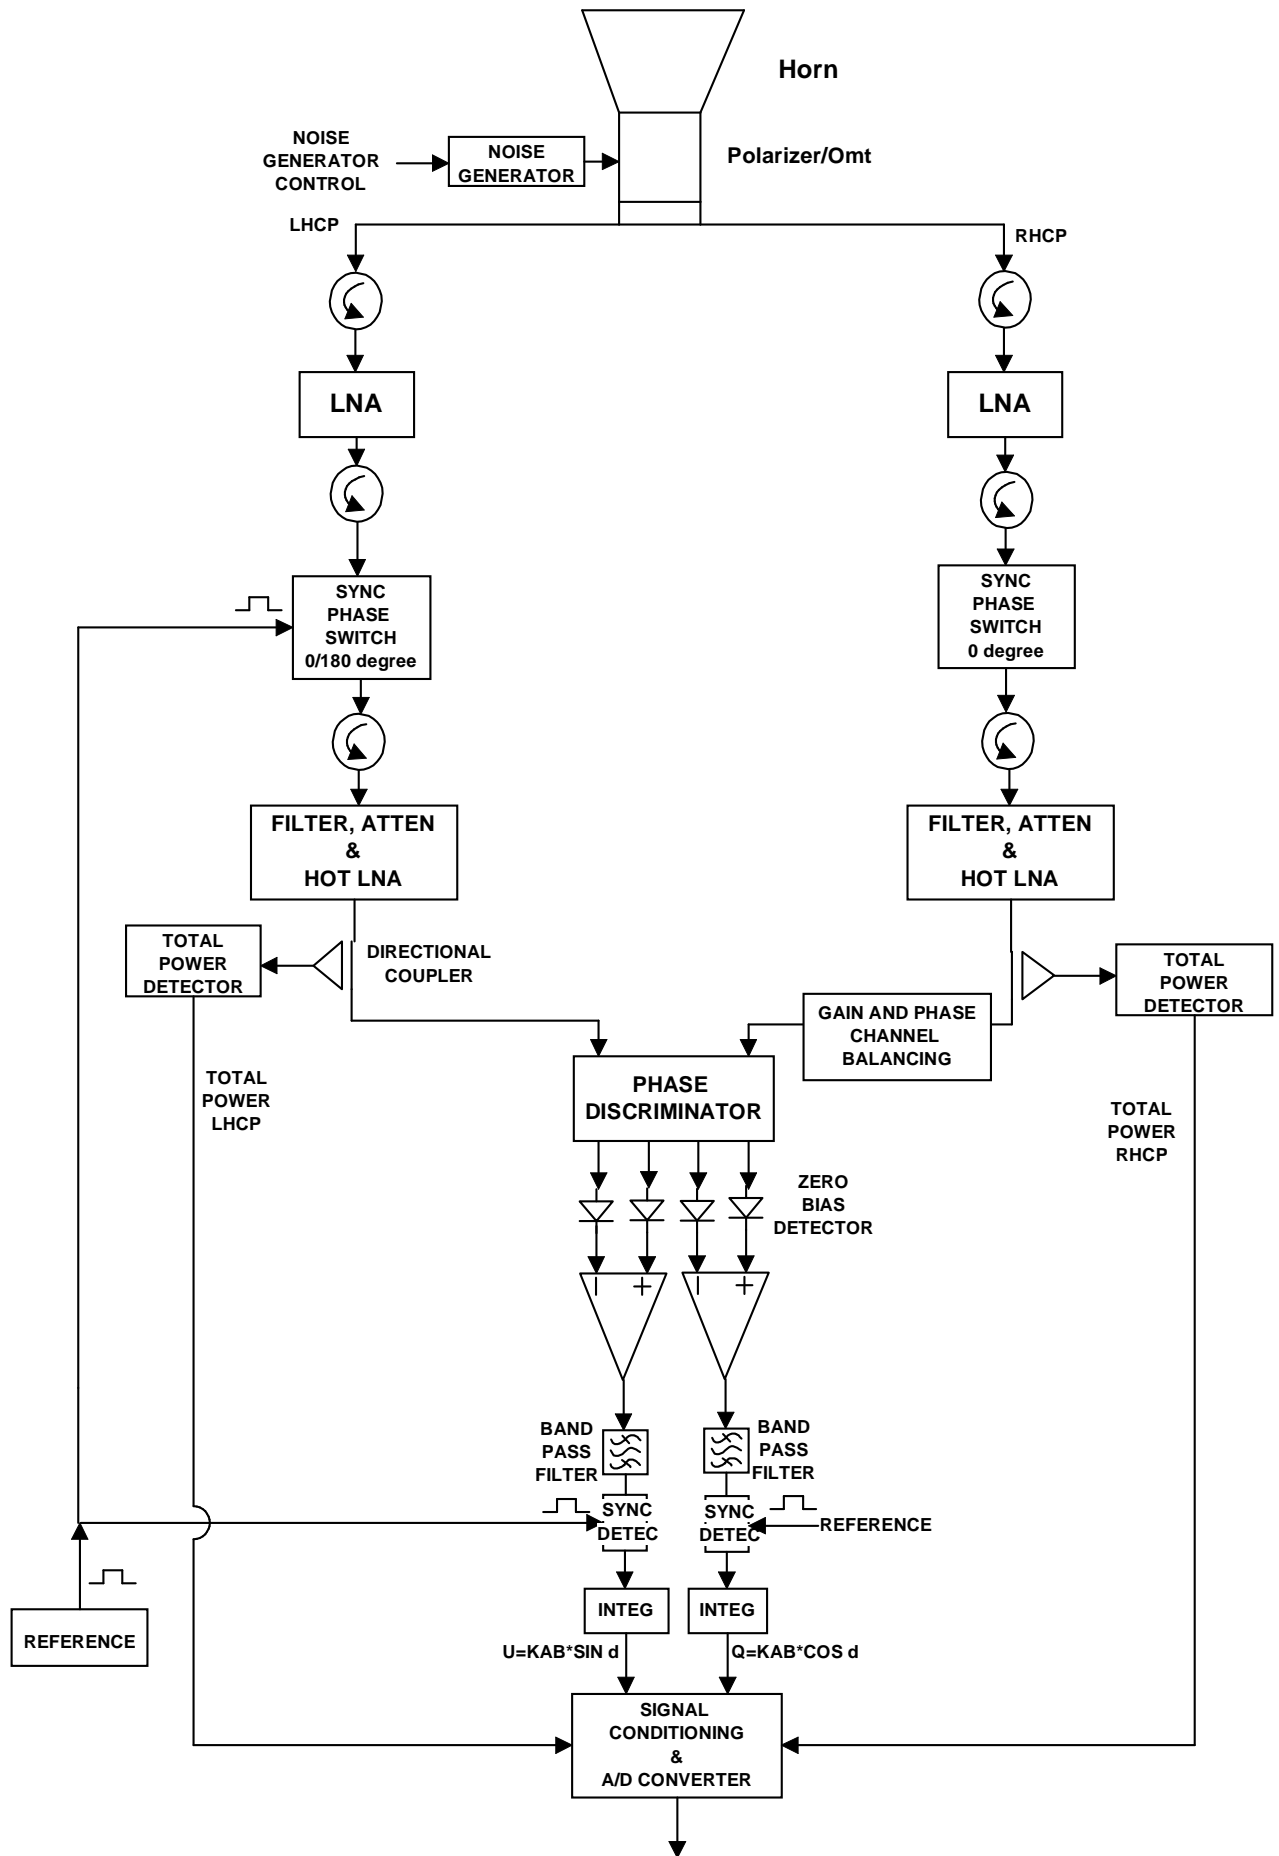 Horn
NOISE
GENERATOR
CONTROL
NOISE
GENERATOR
Polarizer/Omt
LHCP
RHCP
LNA
LNA
SYNC
PHASE
SWITCH
0/180 degree
SYNC
PHASE
SWITCH
0 degree
FILTER, ATTEN
&
HOT LNA
FILTER, ATTEN
&
HOT LNA
TOTAL
POWER
DETECTOR
DIRECTIONAL
COUPLER
GAIN AND PHASE
CHANNEL
BALANCING
TOTAL
POWER
DETECTOR
TOTAL
POWER
LHCP
PHASE
DISCRIMINATOR
TOTAL
POWER
RHCP
ZERO
BIAS
DETECTOR
− +
− +
BAND
PASS
FILTER
BAND
PASS
FILTER
SYNC
DETEC
SYNC
DETEC
REFERENCE
REFERENCE
INTEG
INTEG
U=KAB*SIN d
Q=KAB*COS d
SIGNAL
CONDITIONING
&
A/D CONVERTER